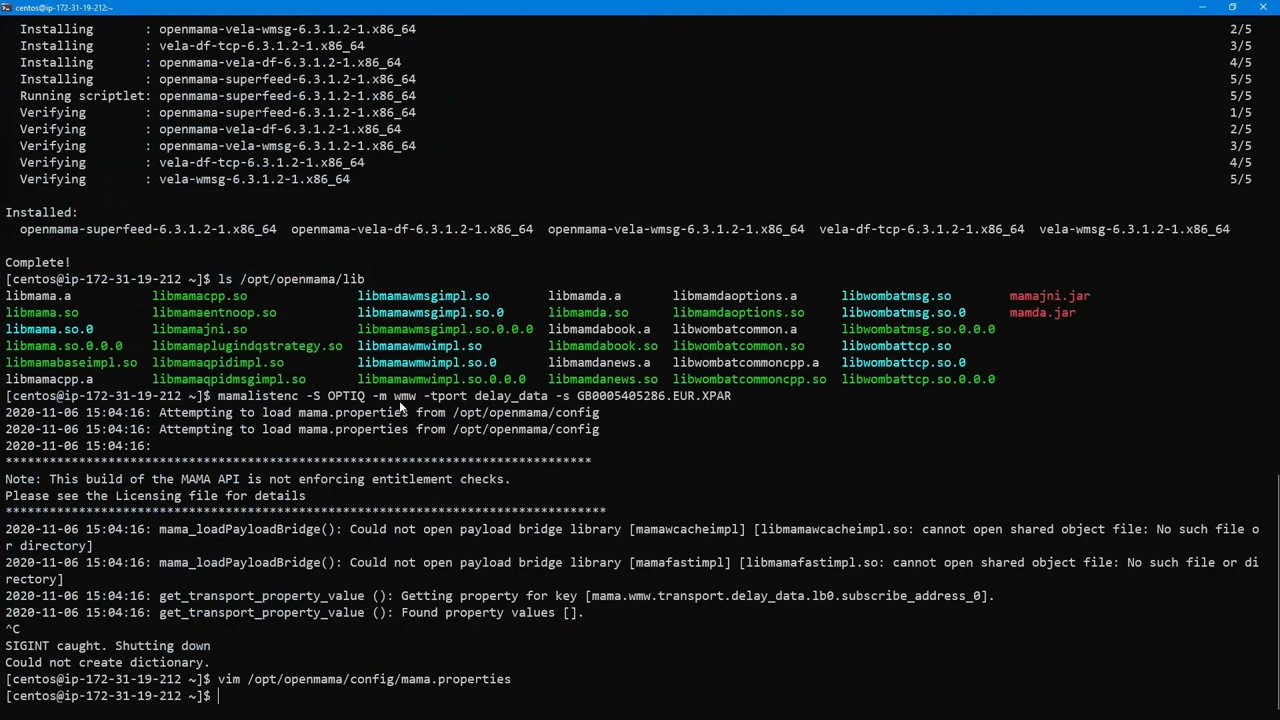 centos@ip-172-31-19-212:~
Installing : openmama-vela-wmsg-6.3.1.2-1.x86_64 2/5
Installing : vela-df-tcp-6.3.1.2-1.x86_64 3/5
Installing : openmama-vela-df-6.3.1.2-1.x86_64 4/5
Installing : openmama-superfeed-6.3.1.2-1.x86_64 5/5
Running scriptlet: openmama-superfeed-6.3.1.2-1.x86_64 5/5
Verifying : openmama-superfeed-6.3.1.2-1.x86_64 1/5
Verifying : openmama-vela-df-6.3.1.2-1.x86_64 2/5
Verifying : openmama-vela-wmsg-6.3.1.2-1.x86_64 3/5
Verifying : vela-df-tcp-6.3.1.2-1.x86_64 4/5
Verifying : vela-wmsg-6.3.1.2-1.x86_64 5/5
Installed:
openmama-superfeed-6.3.1.2-1.x86_64 openmama-vela-df-6.3.1.2-1.x86_64 openmama-vela-wmsg-6.3.1.2-1.x86_64 vela-df-tcp-6.3.1.2-1.x86_64 vela-wmsg-6.3.1.2-1.x86_64
Complete!
[centos@ip-172-31-19-212 ~]$ ls /opt/openmama/lib
libmama.a libmamacpp.so libmamawmsgimpl.so libmamda.a libmamdaoptions.a libwombatmsg.so mamajni.jar
libmama.so libmamaentnoop.so libmamawmsgimpl.so.0 libmamda.so libmamdaoptions.so libwombatmsg.so.0 mamda.jar
libmama.so.0 libmamajni.so libmamawmsgimpl.so.0.0.0 libmamdabook.a libwombatcommon.a libwombatmsg.so.0.0.0
libmama.so.0.0.0 libmamaplugindqstrategy.so libmamawmwimpl.so libmamdabook.so libwombatcommon.so libwombattcp.so
libmamabaseimpl.so libmamaqpidimpl.so libmamawmwimpl.so.0 libmamdanews.a libwombatcommoncpp.a libwombattcp.so.0
libmamacpp.a libmamaqpidmsgimpl.so libmamawmwimpl.so.0.0.0 libmamdanews.so libwombatcommoncpp.so libwombattcp.so.0.0.0
[centos@ip-172-31-19-212 ~]$ mamalistenc -S OPTIQ -m wmw -tport delay_data -s GB0005405286.EUR.XPAR
2020-11-06 15:04:16: Attempting to load mama.properties from /opt/openmama/config
2020-11-06 15:04:16: Attempting to load mama.properties from /opt/openmama/config
2020-11-06 15:04:16:
********************************************************************************
Note: This build of the MAMA API is not enforcing entitlement checks.
Please see the Licensing file for details
**********************************************************************************
2020-11-06 15:04:16: mama_loadPayloadBridge(): Could not open payload bridge library [mamawcacheimpl] [libmamawcacheimpl.so: cannot open shared object file: No such file o
r directory]
2020-11-06 15:04:16: mama_loadPayloadBridge(): Could not open payload bridge library [mamafastimpl] [libmamafastimpl.so: cannot open shared object file: No such file or di
rectory]
2020-11-06 15:04:16: get_transport_property_value (): Getting property for key [mama.wmw.transport.delay_data.lb0.subscribe_address_0].
2020-11-06 15:04:16: get_transport_property_value (): Found property values [].
^C
SIGINT caught. Shutting down
Could not create dictionary.
[centos@ip-172-31-19-212 ~]$ vim /opt/openmama/config/mama.properties
[centos@ip-172-31-19-212 ~]$